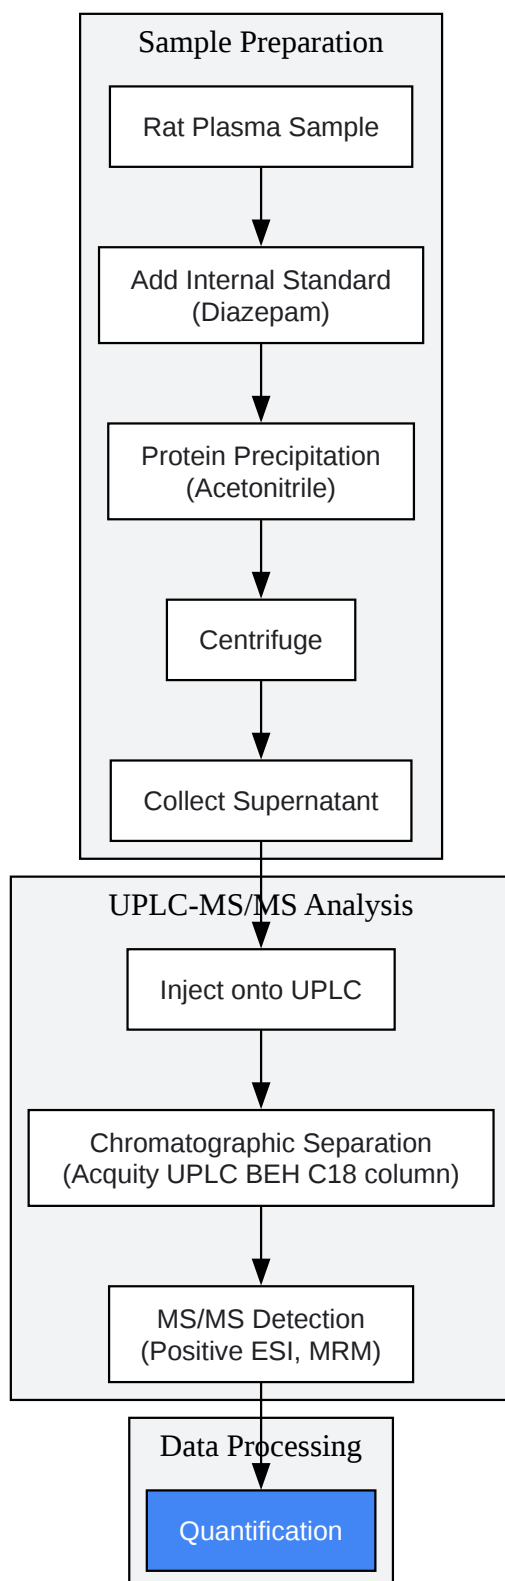 Sample Preparation
Rat Plasma Sample
Add Internal Standard
(Diazepam)
Protein Precipitation
(Acetonitrile)
Centrifuge
Collect Supernatant
UPLC-MS/MS Analysis
Inject onto UPLC
Chromatographic Separation
(Acquity UPLC BEH C18 column)
MS/MS Detection
(Positive ESI, MRM)
Data Processing
Quantification